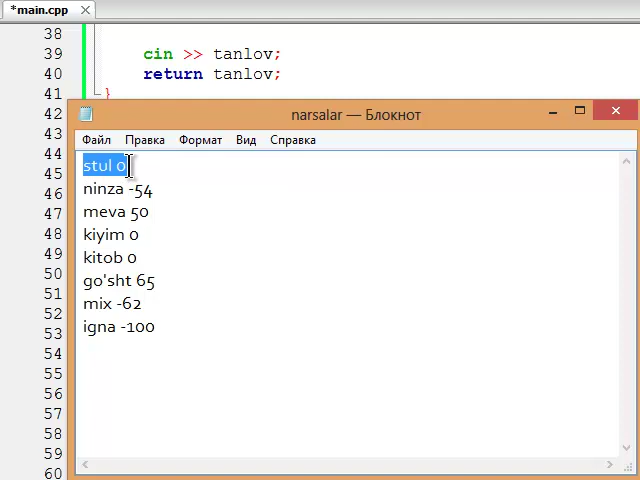 *main.cpp
38
39 cin >> tanlov;
40 return tanlov;
41 }
42
43
44
45
46
47
48
49
50
51
52
53
54
55
56
57
58
59
60
narsalar — Блокнот
Файл Правка Формат Вид Справка
stul 0
ninza -54
meva 50
kiyim 0
kitob 0
go'sht 65
mix -62
igna -100